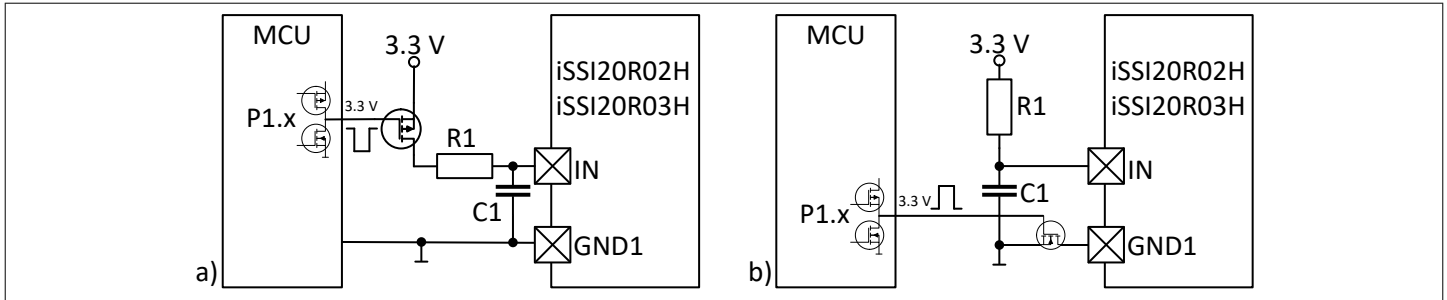 MCU
3.3 V
iSSI20R02H
iSSI20R03H
P1.x
3.3 V
R1
IN
C1
GND1
a)
MCU
3.3 V
iSSI20R02H
iSSI20R03H
R1
IN
C1
P1.x
3.3 V
GND1
b)